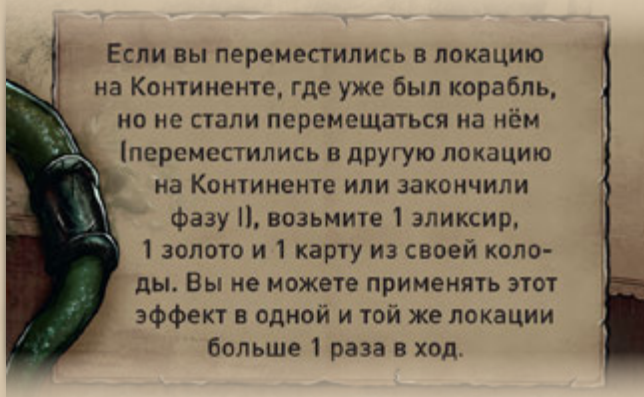 Если вы переместились в локацию
на Континенте, где уже был корабль,
но не стали перемещаться на нём
(переместились в другую локацию
на Континенте или закончили
фазу I), возьмите 1 эликсир,
1 золото и 1 карту из своей коло-
ды. Вы не можете применять этот
эффект в одной и той же локации
больше 1 раза в ход.